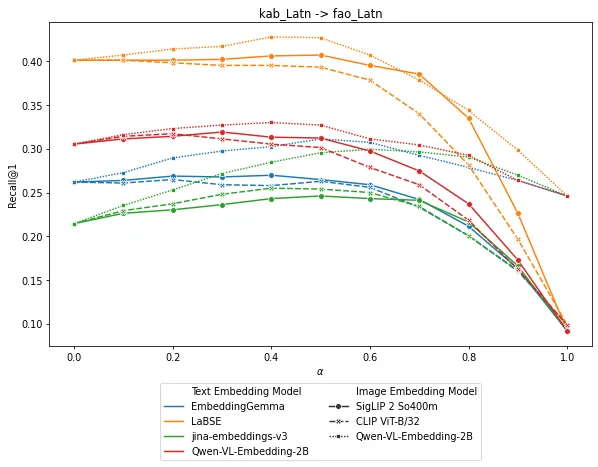 kab_Latn -> fao_Latn
Recall@1
0.40
0.35
0.30
0.25
0.20
0.15
0.10
0.0 0.2 0.4 0.6 0.8 1.0
α
Text Embedding Model Image Embedding Model
EmbeddingGemma SigLIP 2 So400m
LaBSE CLIP ViT-B/32
jina-embeddings-v3 Qwen-VL-Embedding-2B
Qwen-VL-Embedding-2B